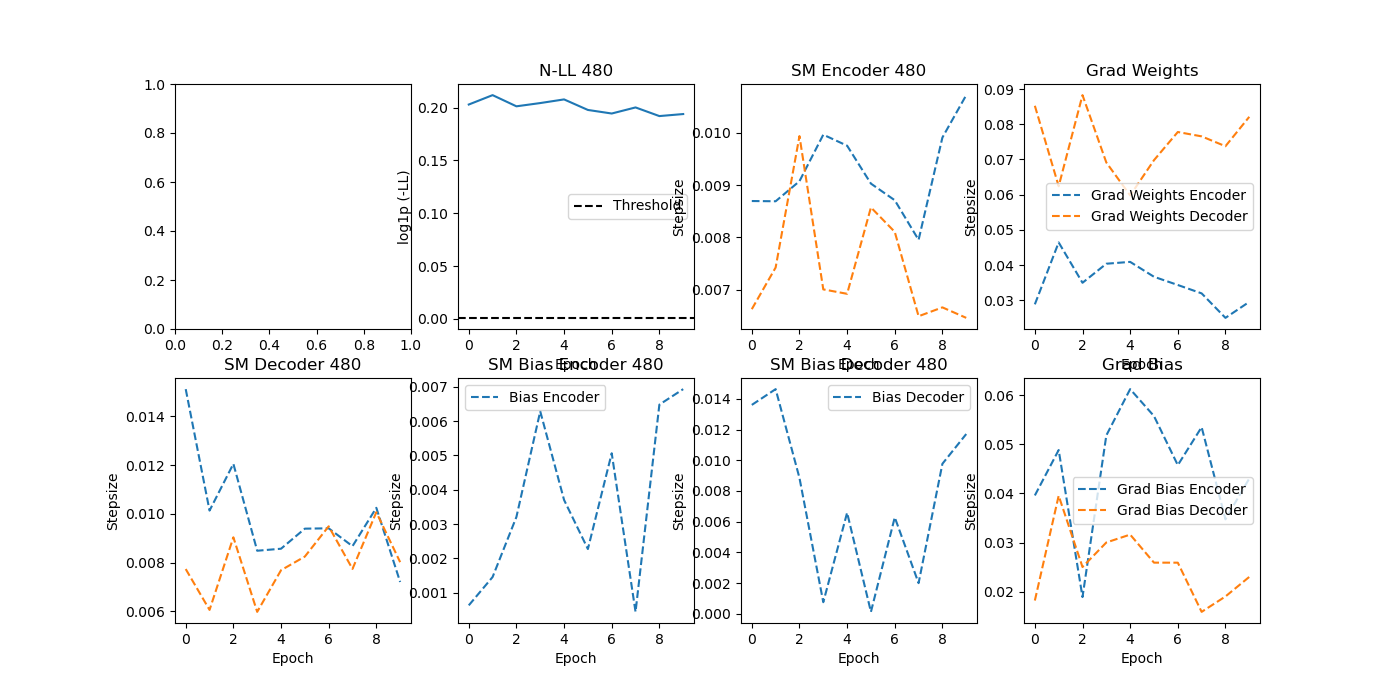 N-LL 480
SM Encoder 480
Grad Weights
1.0
0.8
0.6
0.4
0.2
0.0
0.0 0.2 0.4 0.6 0.8 1.0
log1p (-LL)
0.20
0.15
0.10
0.05
0.00
Threshold
0 2 4 6 8
Epoch
Stepsize
0.010
0.009
0.008
0.007
0 2 4 6 8
Epoch
Stepsize
0.09
0.08
0.07
0.06
0.05
0.04
0.03
Grad Weights Encoder
Grad Weights Decoder
0 2 4 6 8
Epoch
SM Decoder 480
SM Bias Encoder 480
SM Bias Decoder 480
Grad Bias
Stepsize
0.014
0.012
0.010
0.008
0.006
0 2 4 6 8
Epoch
Stepsize
0.007
0.006
0.005
0.004
0.003
0.002
0.001
Bias Encoder
0 2 4 6 8
Epoch
Stepsize
0.014
0.012
0.010
0.008
0.006
0.004
0.002
0.000
Bias Decoder
0 2 4 6 8
Epoch
Stepsize
0.06
0.05
0.04
0.03
0.02
Grad Bias Encoder
Grad Bias Decoder
0 2 4 6 8
Epoch